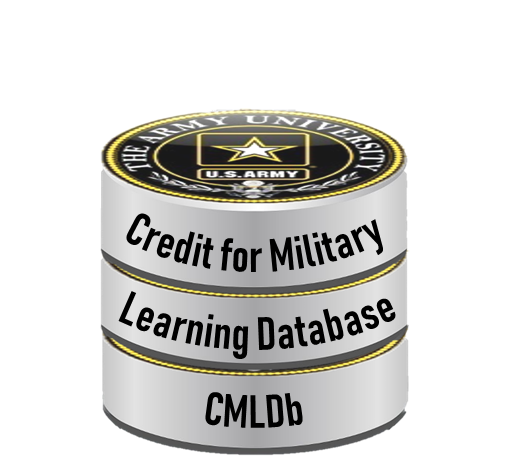 THE ARMY UNIVERSITY
U.S. ARMY
Credit for Military
Learning Database
CMLDb